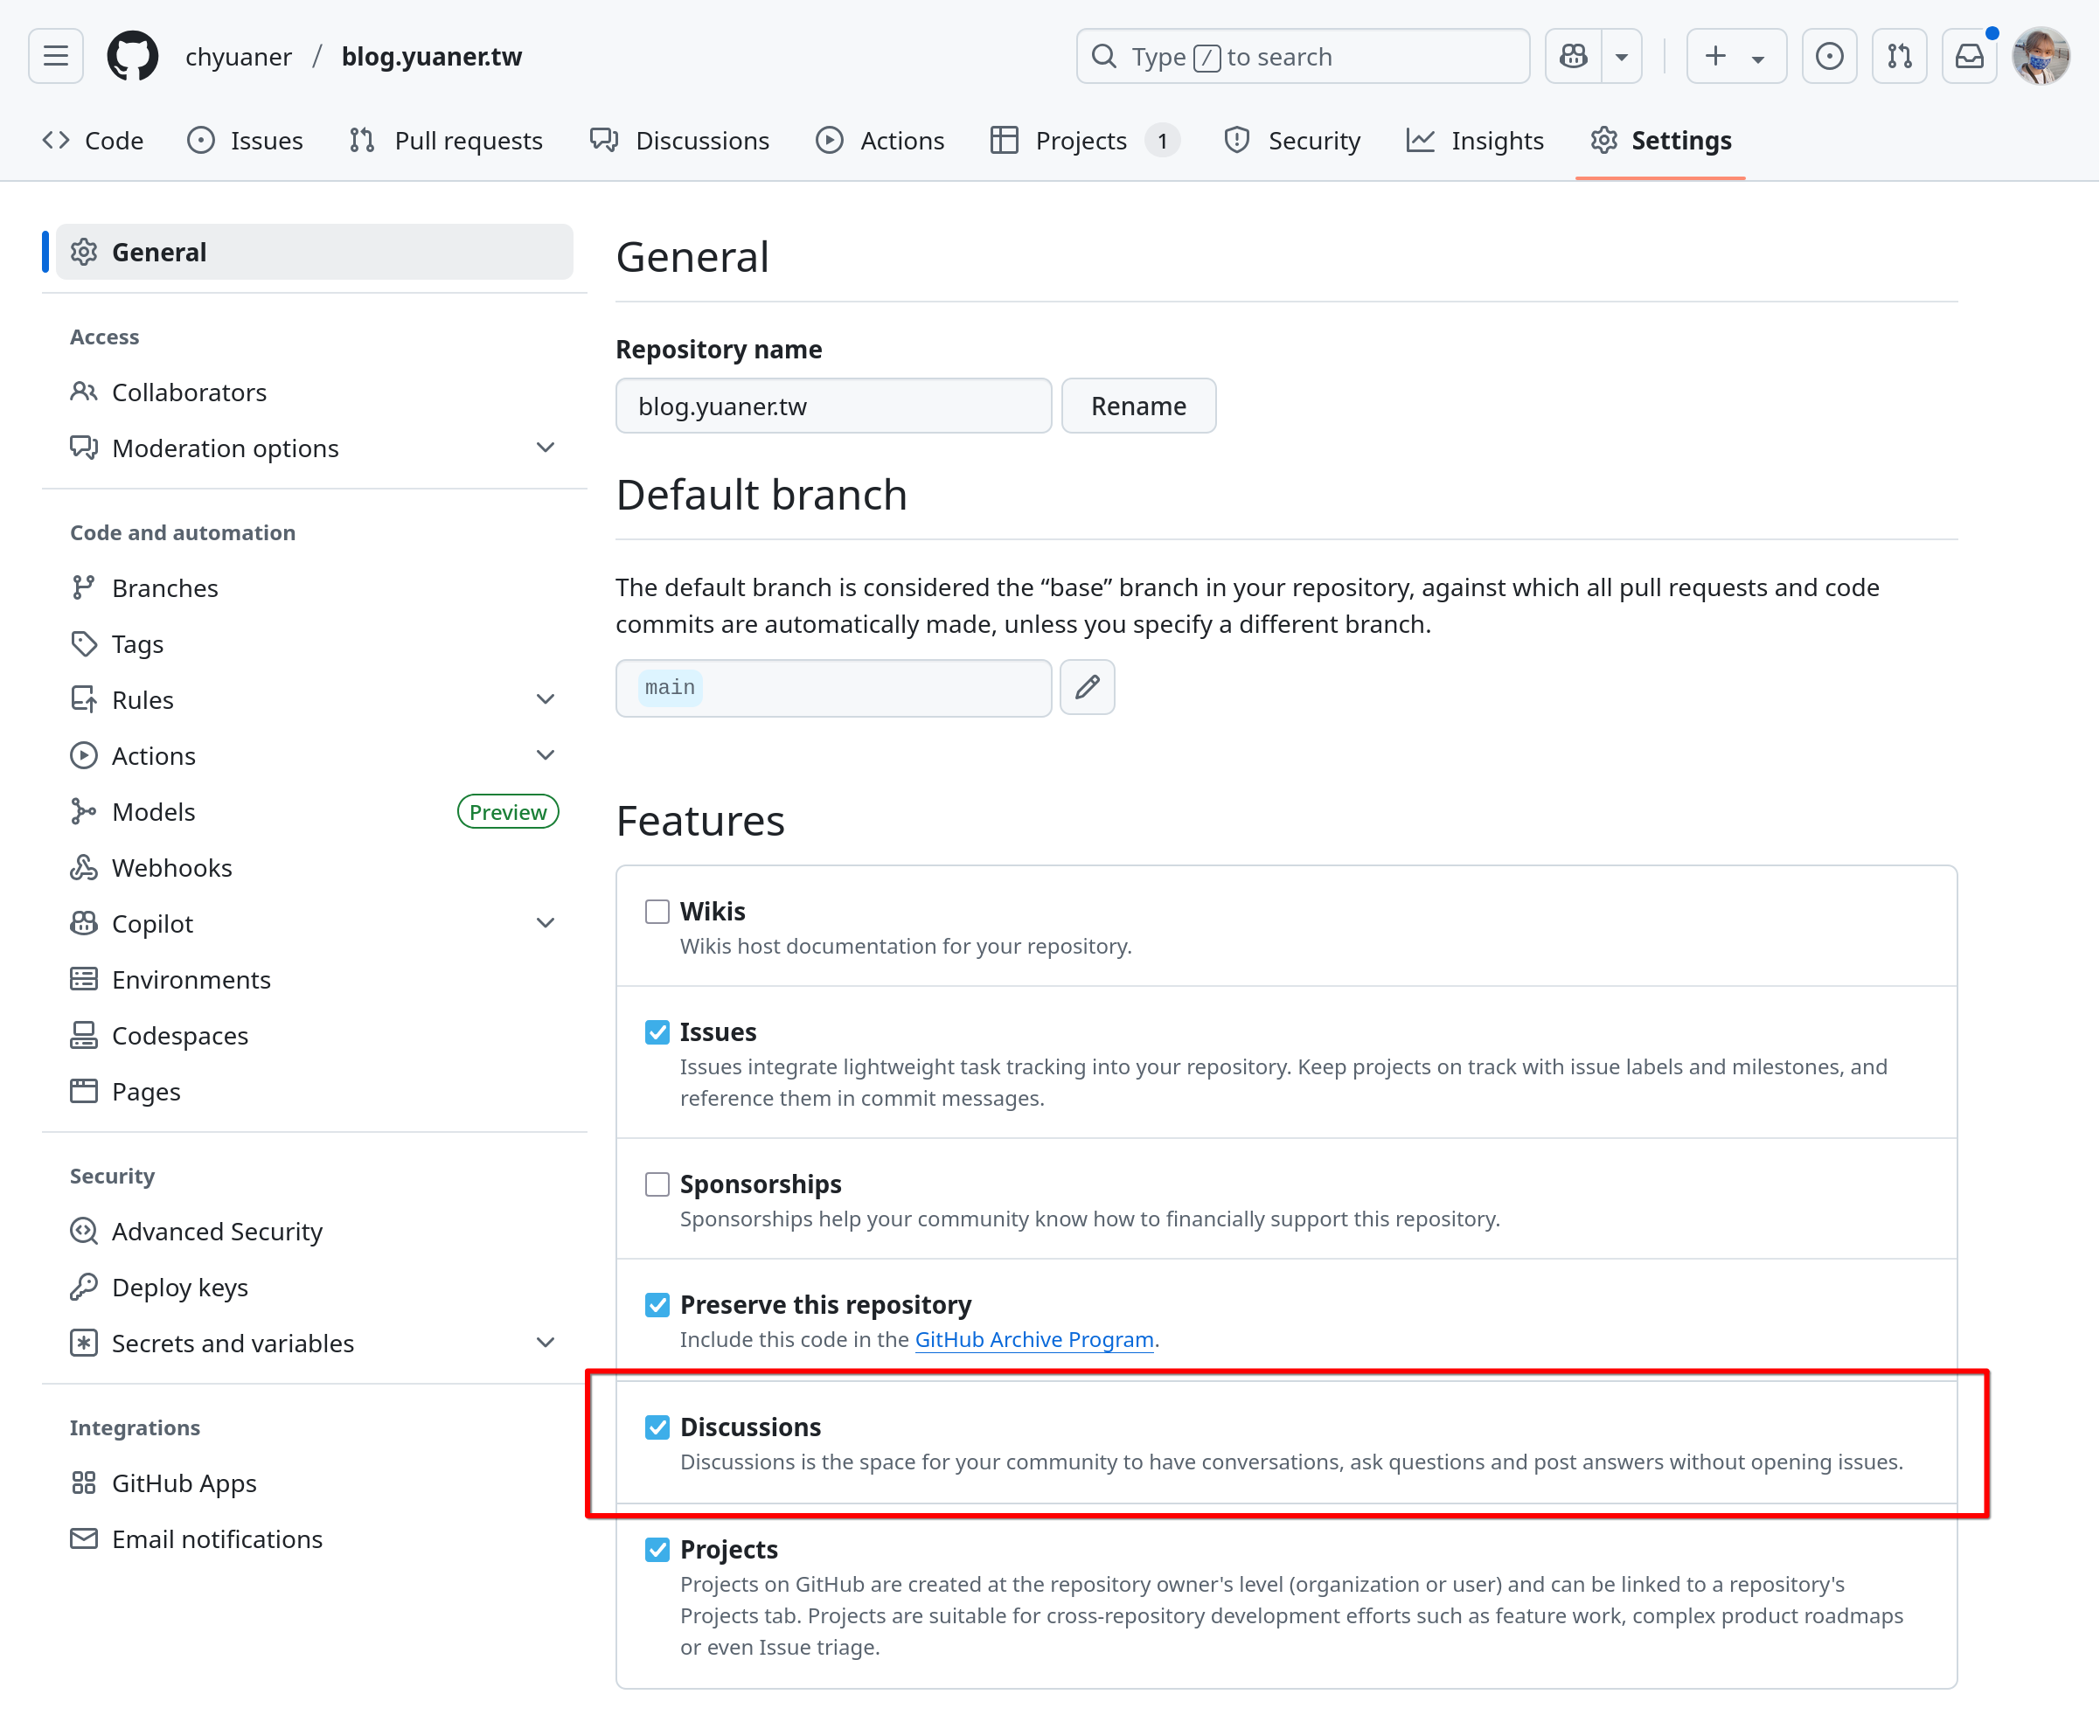 chyuaner / blog.yuaner.tw
Type / to search
Code
Issues
Pull requests
Discussions
Actions
Projects 1
Security
Insights
Settings
General
Access
Collaborators
Moderation options
Code and automation
Branches
Tags
Rules
Actions
Models Preview
Webhooks
Copilot
Environments
Codespaces
Pages
Security
Advanced Security
Deploy keys
Secrets and variables
Integrations
GitHub Apps
Email notifications
General
Repository name
blog.yuaner.tw Rename
Default branch
The default branch is considered the “base” branch in your repository, against which all pull requests and code
commits are automatically made, unless you specify a different branch.
main
Features
Wikis
Wikis host documentation for your repository.
Issues
Issues integrate lightweight task tracking into your repository. Keep projects on track with issue labels and milestones, and
reference them in commit messages.
Sponsorships
Sponsorships help your community know how to financially support this repository.
Preserve this repository
Include this code in the GitHub Archive Program.
Discussions
Discussions is the space for your community to have conversations, ask questions and post answers without opening issues.
Projects
Projects on GitHub are created at the repository owner's level (organization or user) and can be linked to a repository's
Projects tab. Projects are suitable for cross-repository development efforts such as feature work, complex product roadmaps
or even Issue triage.